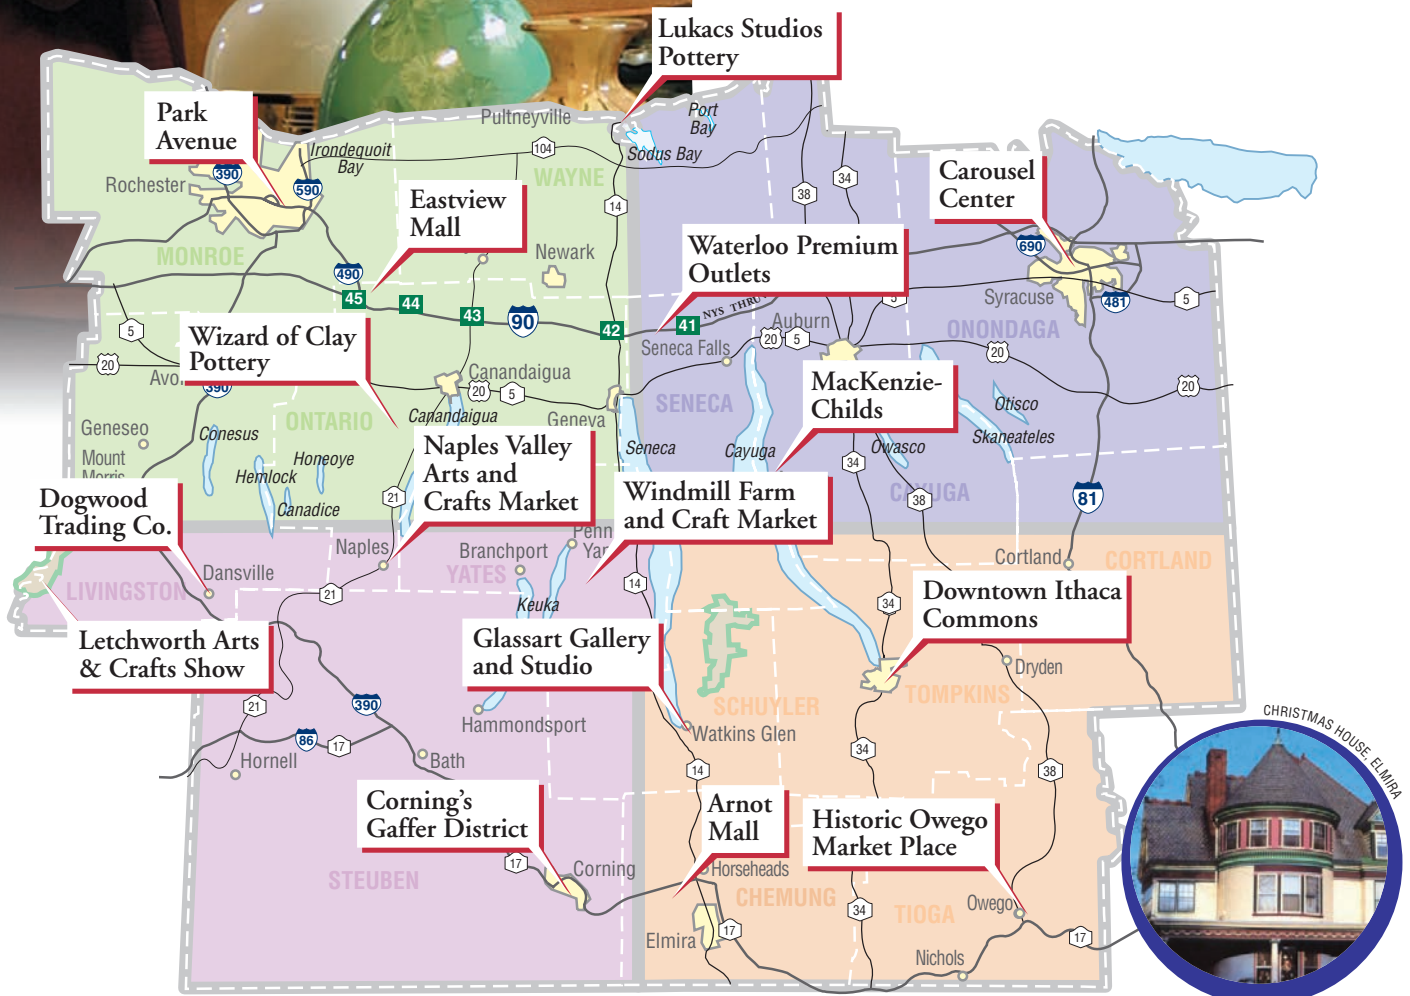 Lukacs Studios
Pottery
Park
Avenue
Pultneyville
Port
Bay
Irondequoit
Bay
104
Sodus Bay
390
590
Rochester
WAYNE
34
38
14
Carousel
Center
Eastview
Mall
MONROE
Newark
Waterloo Premium
Outlets
690
490
Syracuse
481
5
5
45
44
43
90
42
41
NYS THRU
Auburn
20
5
ONONDAGA
5
Wizard of Clay
Pottery
Seneca Falls
20
20
Avo
390
Canandaigua
20
5
20
MacKenzie-
Childs
SENECA
Otisco
Geneseo
ONTARIO
Canandaigua
Geneva
Conesus
Skaneateles
Mount
Morris
Honeoye
Hemlock
Canadice
Naples Valley
Arts and
Crafts Market
Seneca
Cayuga
Owasco
34
CAYUGA
38
81
Dogwood
Trading Co.
21
Windmill Farm
and Craft Market
Naples
Branchport
YATES
Penn
Yan
Cortland
CORTLAND
LIVINGSTON
Dansville
21
Keuka
14
34
Downtown Ithaca
Commons
Letchworth Arts
& Crafts Show
Glassart Gallery
and Studio
Dryden
TOMPKINS
SCHUYLER
21
390
Hammondsport
Watkins Glen
CHRISTMAS HOUSE, ELMIRA
86
17
Hornell
Bath
14
34
38
Corning's
Gaffer District
Arnot
Mall
Historic Owego
Market Place
17
Corning
Horseheads
STEUBEN
CHEMUNG
34
TIOGA
Owego
Elmira
17
17
Nichols